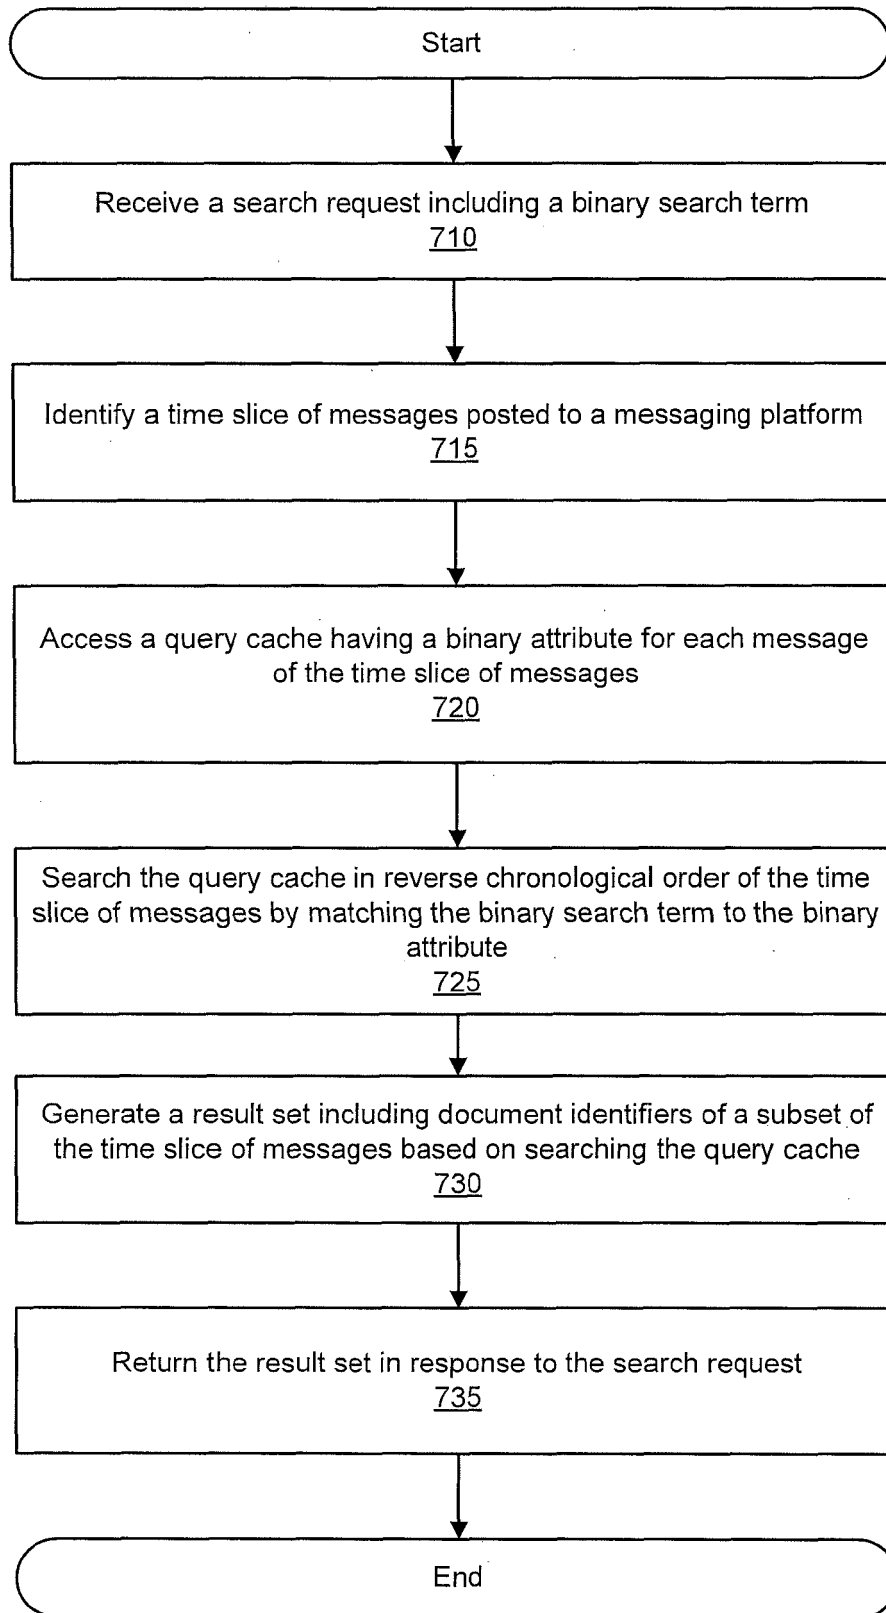 Start
Receive a search request including a binary search term
710
Identify a time slice of messages posted to a messaging platform
715
Access a query cache having a binary attribute for each message
of the time slice of messages
720
Search the query cache in reverse chronological order of the time
slice of messages by matching the binary search term to the binary
attribute
725
Generate a result set including document identifiers of a subset of
the time slice of messages based on searching the query cache
730
Return the result set in response to the search request
735
End